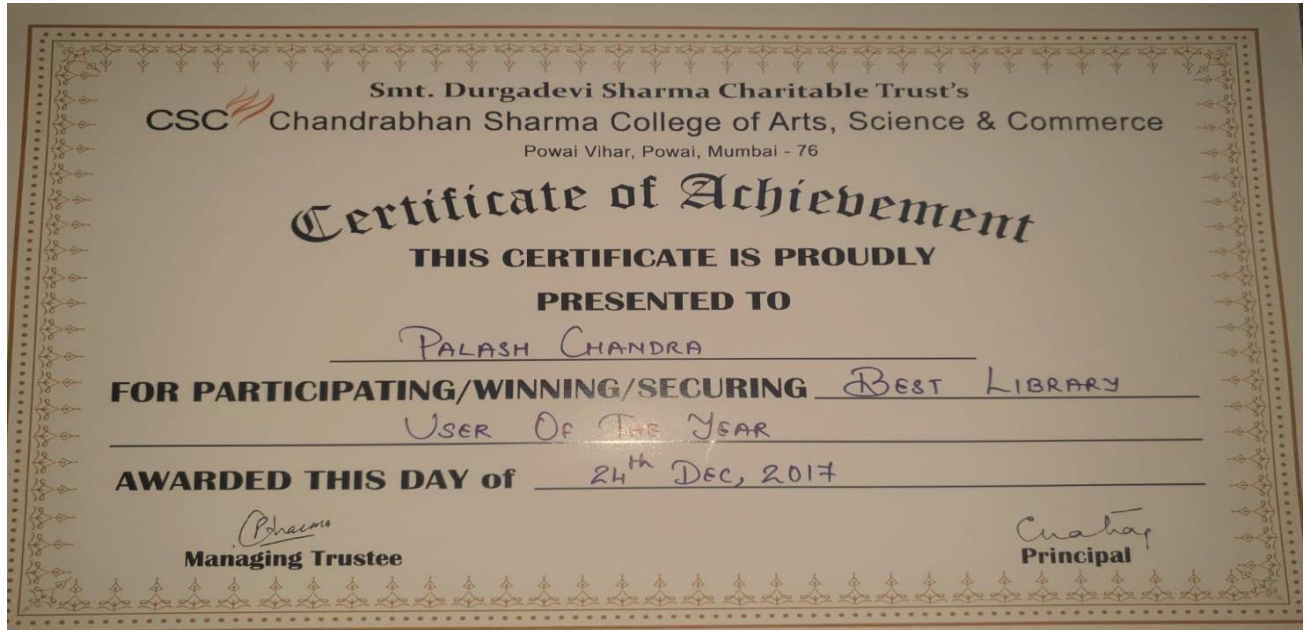 Smt. Durgadevi Sharma Charitable Trust's
CSC Chandrabhan Sharma College of Arts, Science & Commerce
Powai Vihar, Powai, Mumbai - 76
Certificate of Achievement
THIS CERTIFICATE IS PROUDLY
PRESENTED TO
PALASH CHANDRA
FOR PARTICIPATING/WINNING/SECURING BEST LIBRARY
USER OF THE YEAR
AWARDED THIS DAY of 24th DEC, 2017
Managing Trustee Principal